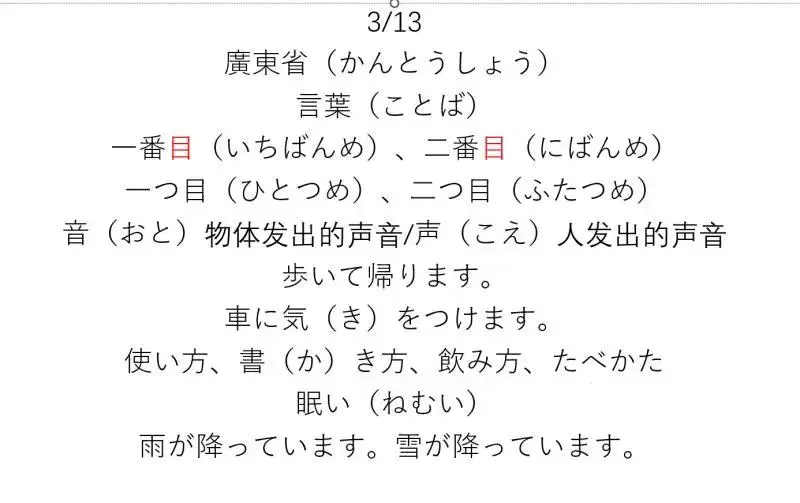 3/13
廣東省（かんとうしょう）
言葉（ことば）
一番目（いちばんめ）、二番目（にばんめ）
一つ目（ひとつめ）、二つ目（ふたつめ）
音（おと）物体发出的声音/声（こえ）人发出的声音
歩いて帰ります。
車に気（き）をつけます。
使い方、書（か）き方、飲み方、たべかた
眠い（ねむい）
雨が降っています。雪が降っています。